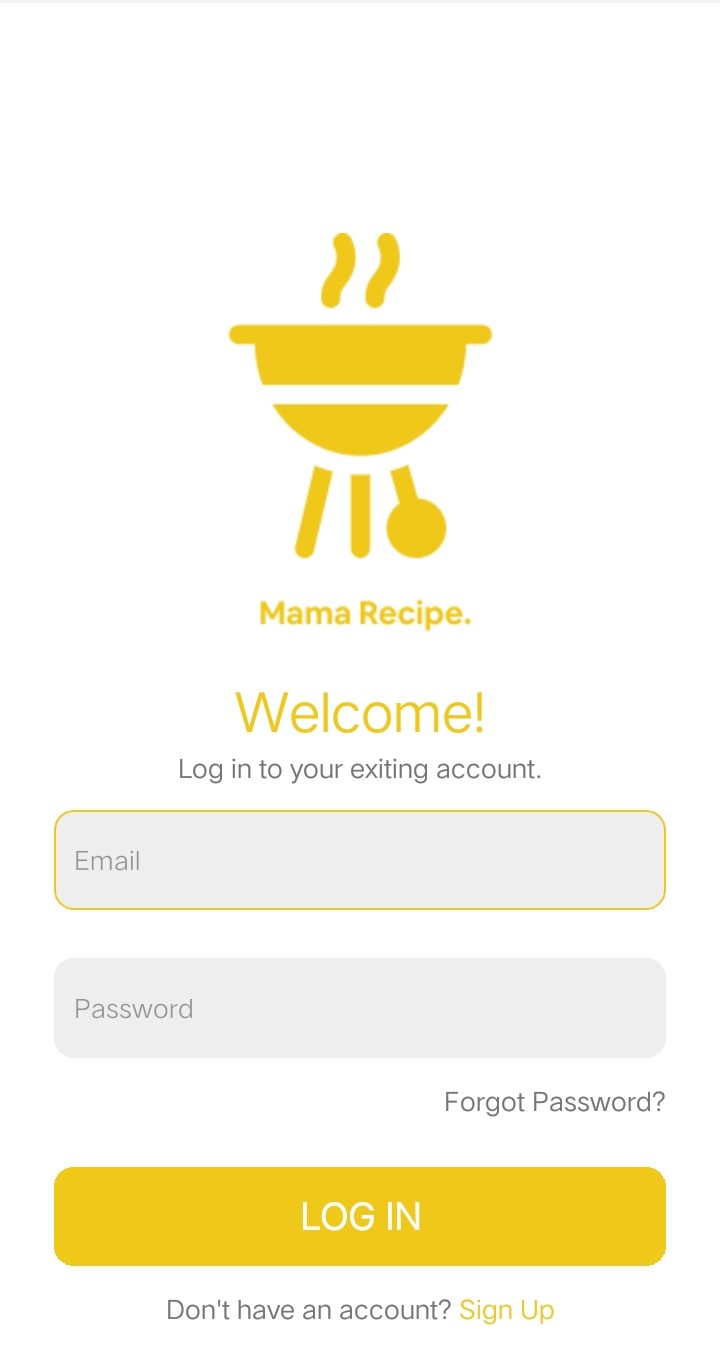 Mama Recipe.
Welcome!
Log in to your exiting account.
Email
Password
Forgot Password?
LOG IN
Don't have an account? Sign Up